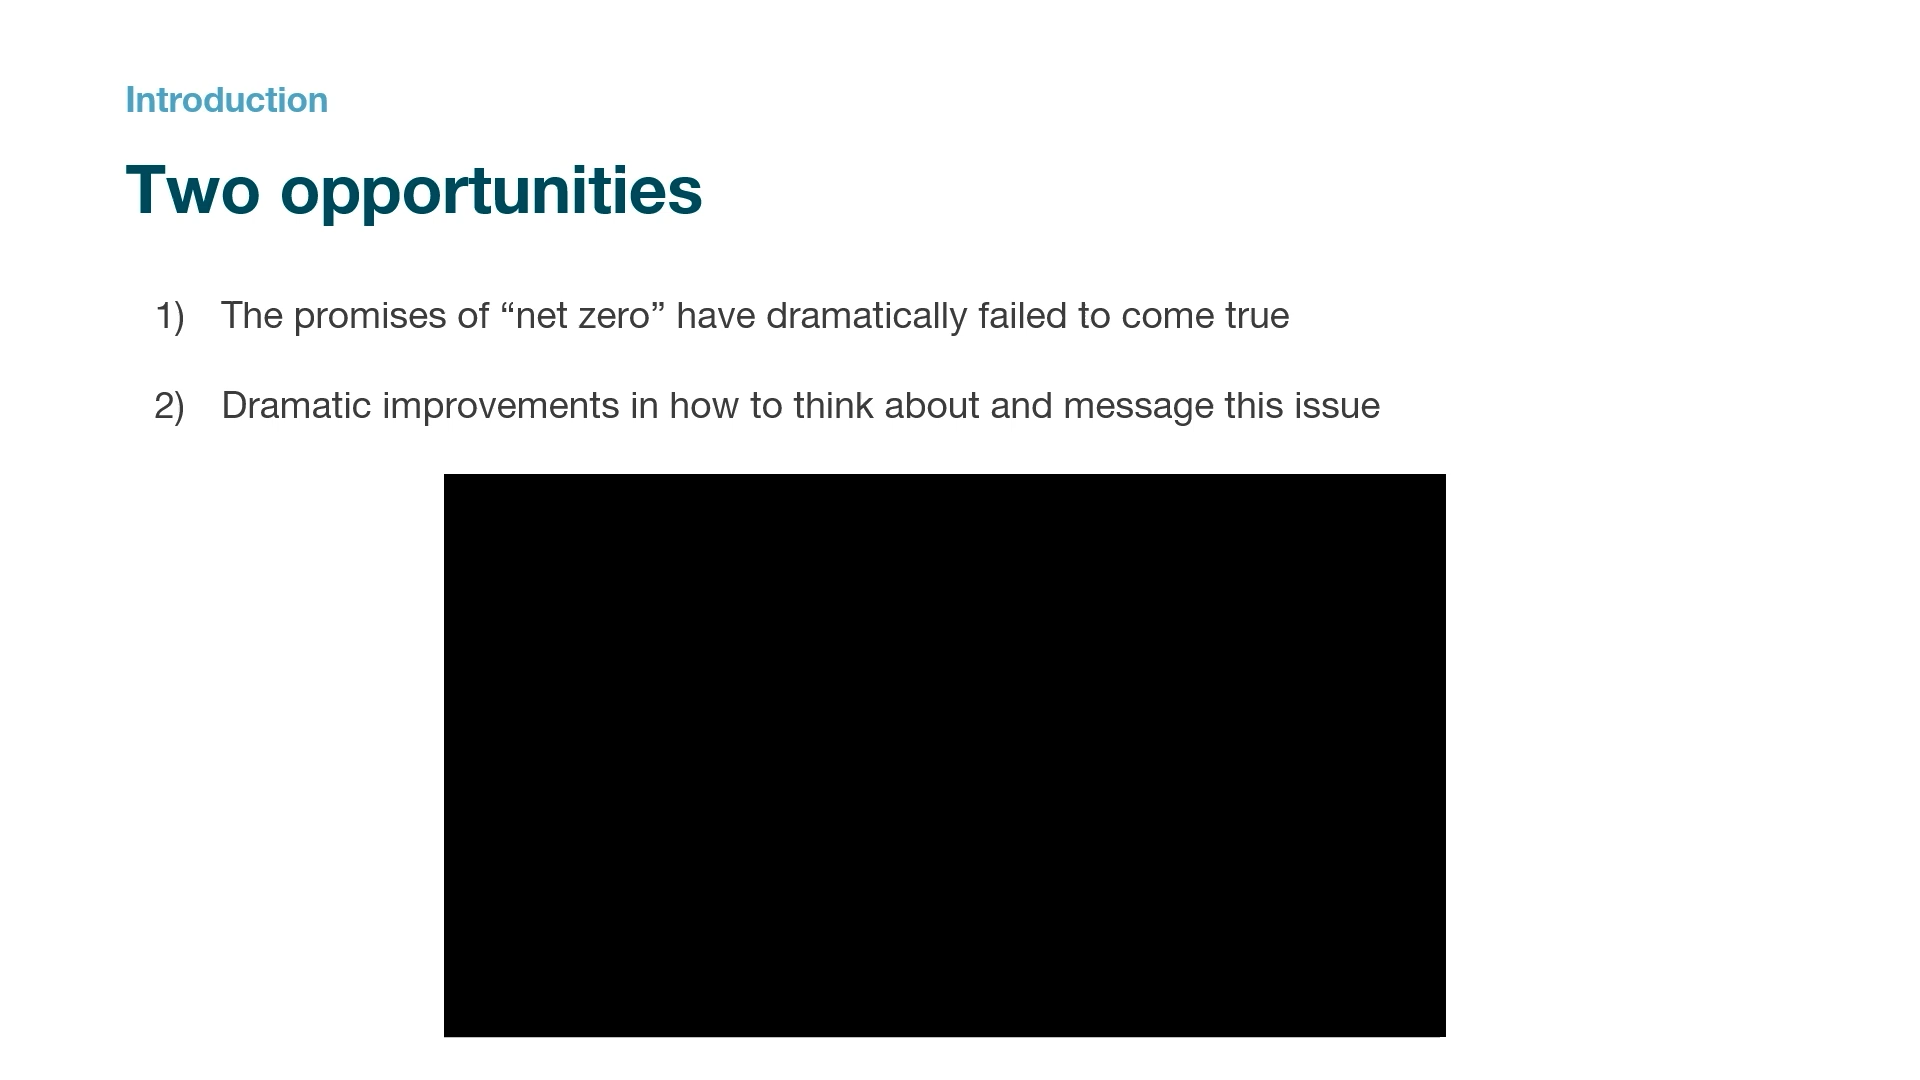 Introduction
Two opportunities
1) The promises of “net zero” have dramatically failed to come true
2) Dramatic improvements in how to think about and message this issue